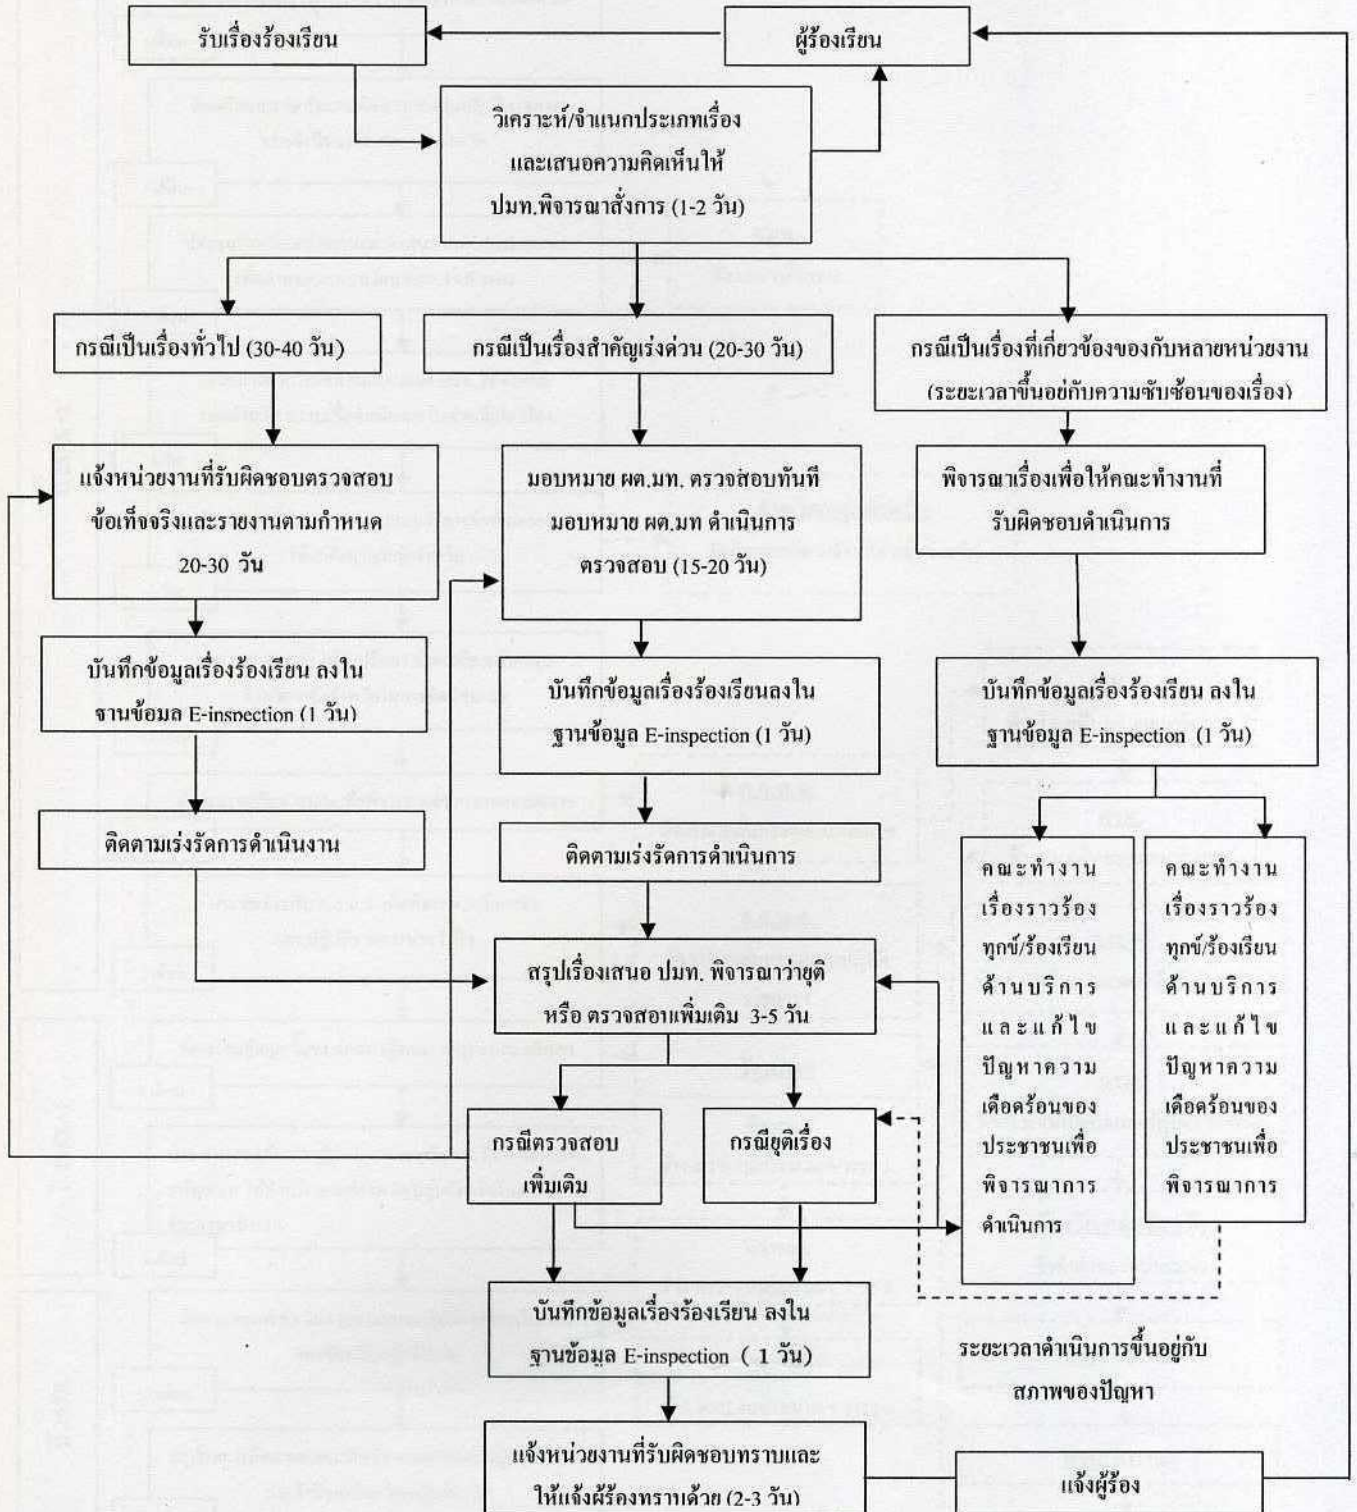 รับเรื่องร้องเรียน
ผู้ร้องเรียน
วิเคราะห์/จำแนกประเภทเรื่อง
และเสนอความคิดเห็นให้
ปมท.พิจารณาสั่งการ (1-2 วัน)
กรณีเป็นเรื่องทั่วไป (30-40 วัน)
กรณีเป็นเรื่องสำคัญเร่งด่วน (20-30 วัน)
กรณีเป็นเรื่องที่เกี่ยวข้องของกับหลายหน่วยงาน
(ระยะเวลาขึ้นอยู่กับความซับซ้อนของเรื่อง)
แจ้งหน่วยงานที่รับผิดชอบตรวจสอบ
ข้อเท็จจริงและรายงานตามกำหนด
20-30 วัน
มอบหมาย ผต.มท. ตรวจสอบทันที
มอบหมาย ผต.มท ดำเนินการ
ตรวจสอบ (15-20 วัน)
พิจารณาเรื่องเพื่อให้คณะทำงานที่
รับผิดชอบดำเนินการ
บันทึกข้อมูลเรื่องร้องเรียน ลงใน
ฐานข้อมูล E-inspection (1 วัน)
บันทึกข้อมูลเรื่องร้องเรียนลงใน
ฐานข้อมูล E-inspection (1 วัน)
บันทึกข้อมูลเรื่องร้องเรียน ลงใน
ฐานข้อมูล E-inspection (1 วัน)
ติดตามเร่งรัดการดำเนินงาน
ติดตามเร่งรัดการดำเนินการ
คณะทำงาน
เรื่องราวร้อง
ทุกข์/ร้องเรียน
ด้านบริการ
และแก้ไข
ปัญหาความ
เดือดร้อนของ
ประชาชนเพื่อ
พิจารณาการ
ดำเนินการ
คณะทำงาน
เรื่องราวร้อง
ทุกข์/ร้องเรียน
ด้านบริการ
และแก้ไข
ปัญหาความ
เดือดร้อนของ
ประชาชนเพื่อ
พิจารณาการ
สรุปเรื่องเสนอ ปมท. พิจารณาว่ายุติ
หรือ ตรวจสอบเพิ่มเติม 3-5 วัน
กรณีตรวจสอบ
เพิ่มเติม
กรณียุติเรื่อง
บันทึกข้อมูลเรื่องร้องเรียน ลงใน
ฐานข้อมูล E-inspection ( 1 วัน)
ระยะเวลาดำเนินการขึ้นอยู่กับ
สภาพของปัญหา
แจ้งหน่วยงานที่รับผิดชอบทราบและ
ให้แจ้งผู้ร้องทราบด้วย (2-3 วัน)
แจ้งผู้ร้อง